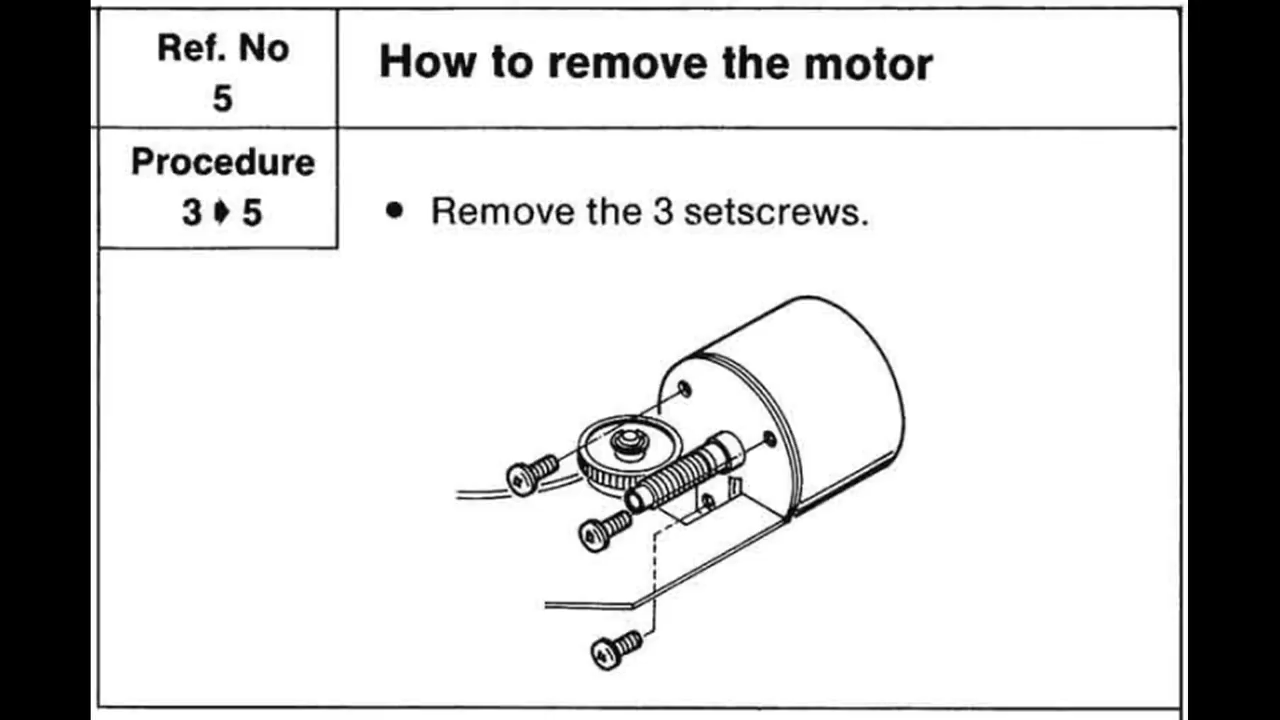 Ref. No
5
How to remove the motor
Procedure
3 ➧ 5
• Remove the 3 setscrews.